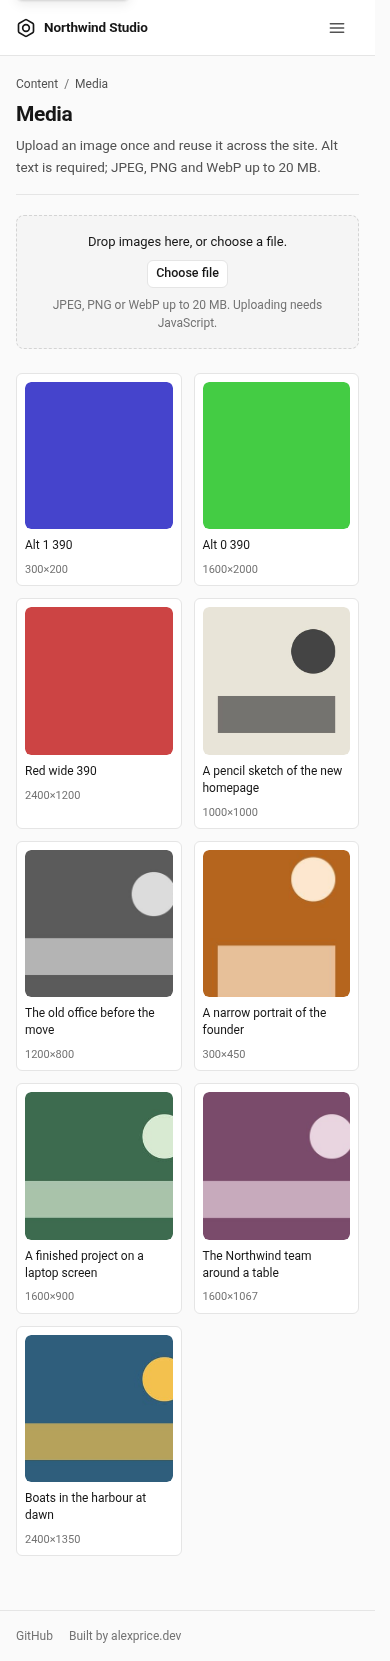 Northwind Studio
Content / Media
Media
Upload an image once and reuse it across the site. Alt
text is required; JPEG, PNG and WebP up to 20 MB.
Drop images here, or choose a file.
Choose file
JPEG, PNG or WebP up to 20 MB. Uploading needs
JavaScript.
Alt 1 390
300×200
Alt 0 390
1600×2000
Red wide 390
2400×1200
A pencil sketch of the new
homepage
1000×1000
The old office before the
move
1200×800
A narrow portrait of the
founder
300×450
A finished project on a
laptop screen
1600×900
The Northwind team
around a table
1600×1067
Boats in the harbour at
dawn
2400×1350
GitHub Built by alexprice.dev